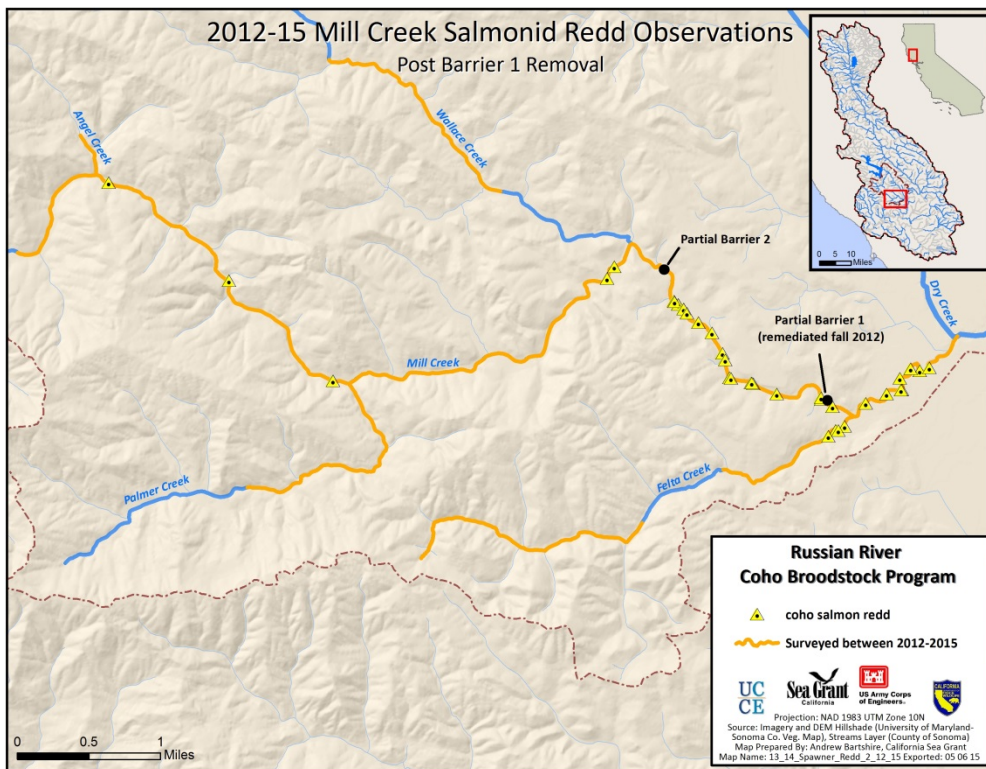 2012-15 Mill Creek Salmonid Redd Observations
Post Barrier 1 Removal
Angel Creek
Wallace Creek
Partial Barrier 2
Partial Barrier 1
(remediated fall 2012)
Dry Creek
Mill Creek
Palmer Creek
Felta Creek
0 5 10
Miles
Russian River
Coho Broodstock Program
coho salmon redd
Surveyed between 2012-2015
UC
CE
Sea Grant
California
US Army Corps
of Engineers®
CALIFORNIA
Projection: NAD 1983 UTM Zone 10N
Source: Imagery and DEM Hillshade (University of Maryland-
Sonoma Co. Veg. Map), Streams Layer (County of Sonoma)
Map Prepared By: Andrew Bartshire, California Sea Grant
Map Name: 13_14_Spawner_Redd_2_12_15 Exported: 05 06 15
0 0.5 1
Miles